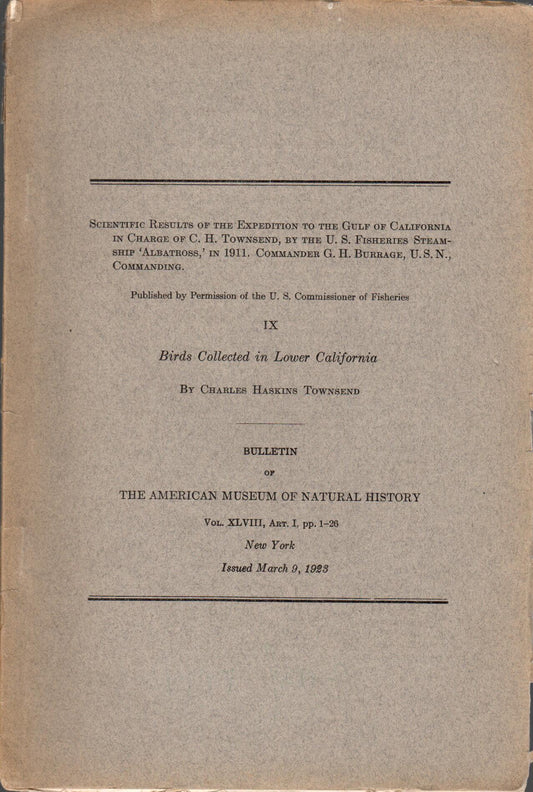 Scientific Results of the Expedition to the Gulf of California
in Charge of C. H. Townsend, by the U. S. Fisheries Steam-
ship 'Albatross,' in 1911. Commander G. H. Burrage, U. S. N.,
Commanding.
Published by Permission of the U. S. Commissioner of Fisheries
IX
Birds Collected in Lower California
By Charles Haskins Townsend
BULLETIN
OF
THE AMERICAN MUSEUM OF NATURAL HISTORY
Vol. XLVIII, Art. I, pp. 1-26
New York
Issued March 9, 1923